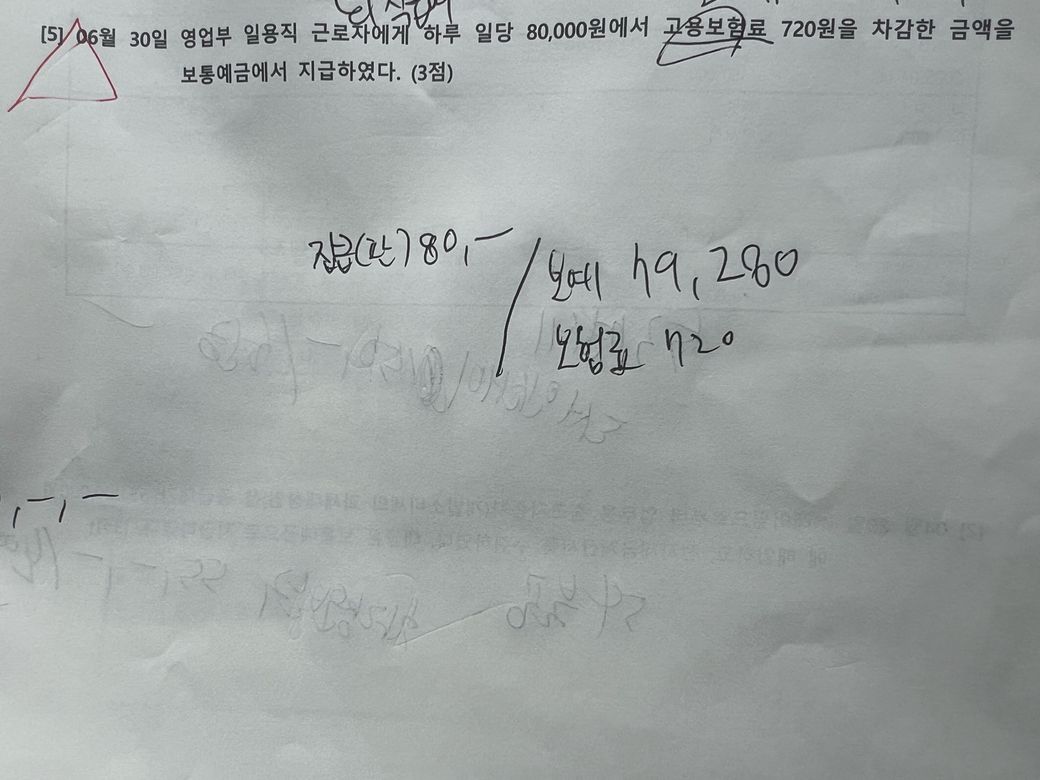 [5] 06월 30일 영업부 일용직 근로자에게 하루 일당 80,000원에서 고용보험료 720원을 차감한 금액을
보통예금에서 지급하였다. (3점)
잡급(판) 80,－ / 보예 79,280
보험료 720
,－,－